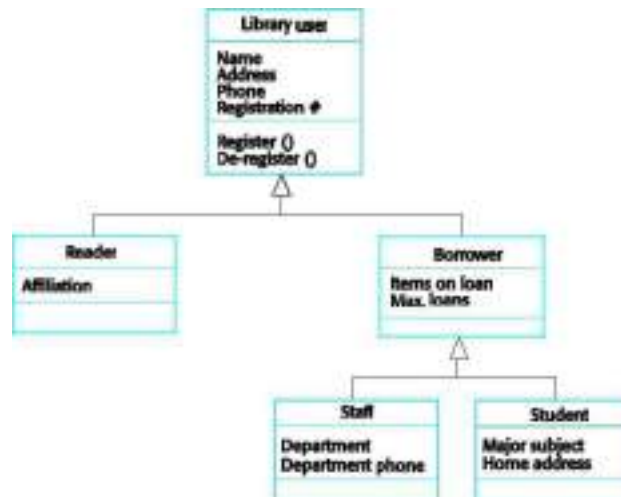 Library user
Name
Address
Phone
Registration #
Register ()
De-register ()
Reader
Affiliation
Borrower
Items on loan
Max. loans
Staff
Department
Department phone
Student
Major subject
Home address